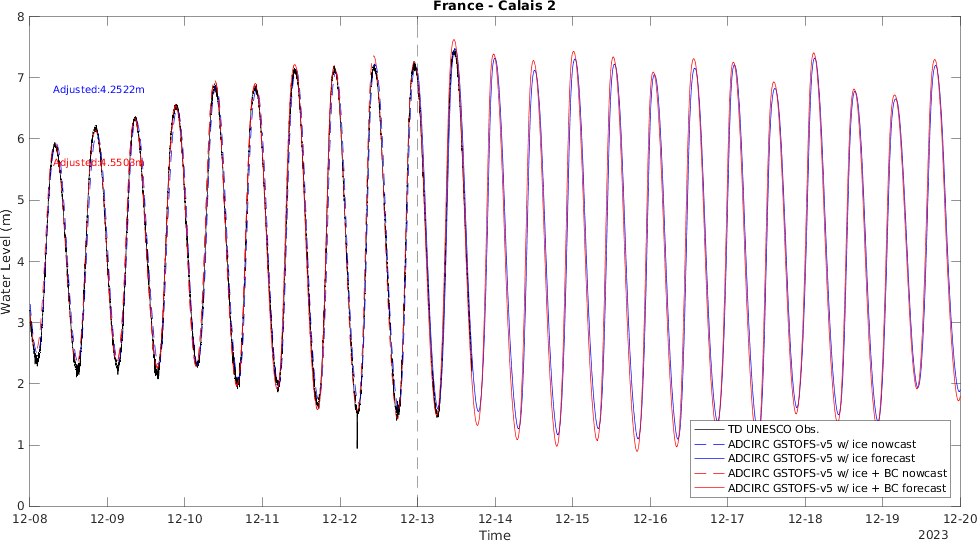 France - Calais 2
8
7
6
5
4
3
2
1
0
Water Level (m)
Adjusted:4.2522m
Adjusted:4.5503m
TD UNESCO Obs.
ADCIRC GSTOFS-v5 w/ ice nowcast
ADCIRC GSTOFS-v5 w/ ice forecast
ADCIRC GSTOFS-v5 w/ ice + BC nowcast
ADCIRC GSTOFS-v5 w/ ice + BC forecast
12-08 12-09 12-10 12-11 12-12 12-13 12-14 12-15 12-16 12-17 12-18 12-19 12-20
Time
2023